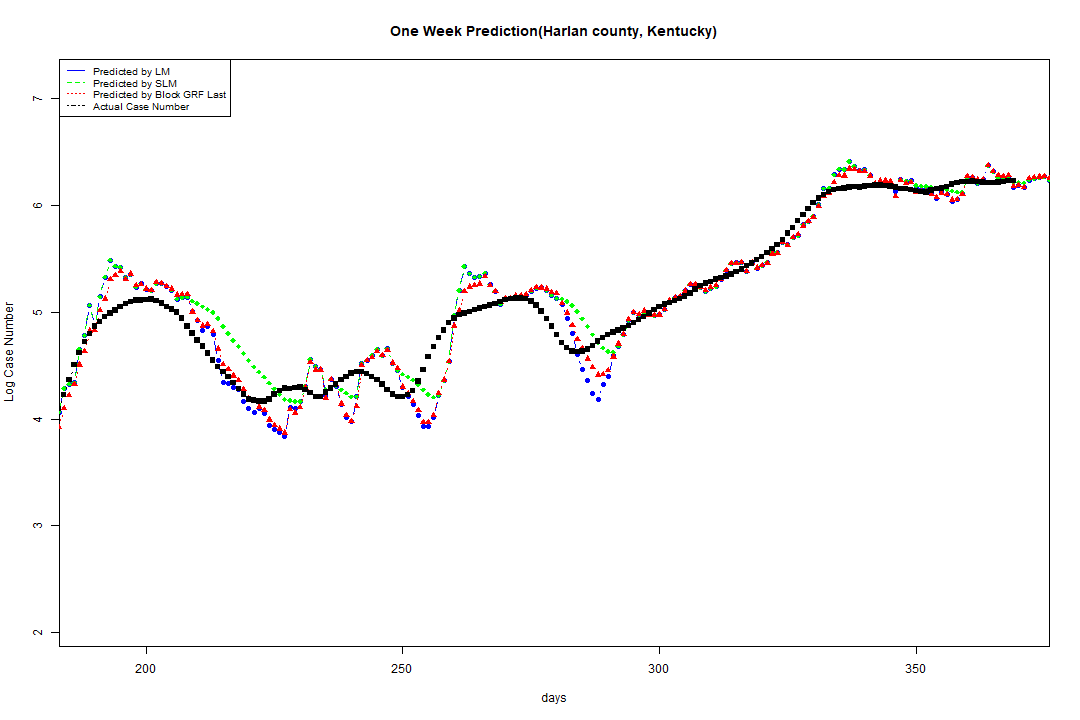 One Week Prediction(Harlan county, Kentucky)
Predicted by LM
Predicted by SLM
Predicted by Block GRF Last
Actual Case Number
7
6
5
4
3
2
Log Case Number
200 250 300 350
days